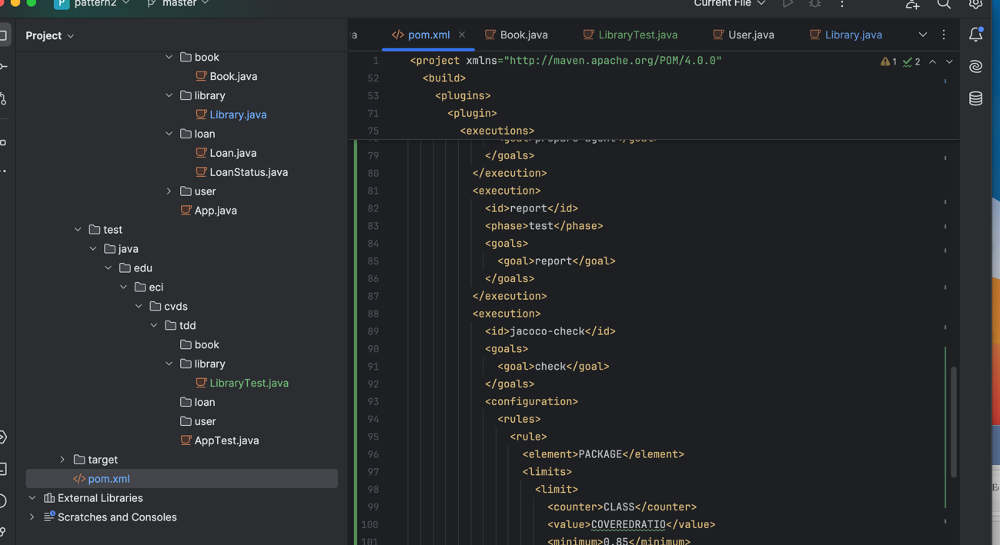 P pattern2 master Current File
Project
pom.xml Book.java LibraryTest.java User.java Library.java
book
Book.java
library
Library.java
loan
Loan.java
LoanStatus.java
user
App.java
test
java
edu
eci
cvds
tdd
book
library
LibraryTest.java
loan
user
AppTest.java
target
pom.xml
External Libraries
Scratches and Consoles
1 <project xmlns="http://maven.apache.org/POM/4.0.0"
1 2
52 <build>
53 <plugins>
71 <plugin>
75 <executions>
<goal>prepare-agent</goal>
79 </goals>
80 </execution>
81 <execution>
82 <id>report</id>
83 <phase>test</phase>
84 <goals>
85 <goal>report</goal>
86 </goals>
87 </execution>
88 <execution>
89 <id>jacoco-check</id>
90 <goals>
91 <goal>check</goal>
92 </goals>
93 <configuration>
94 <rules>
95 <rule>
96 <element>PACKAGE</element>
97 <limits>
98 <limit>
99 <counter>CLASS</counter>
100 <value>COVEREDRATIO</value>
101 <minimum>0.85</minimum>